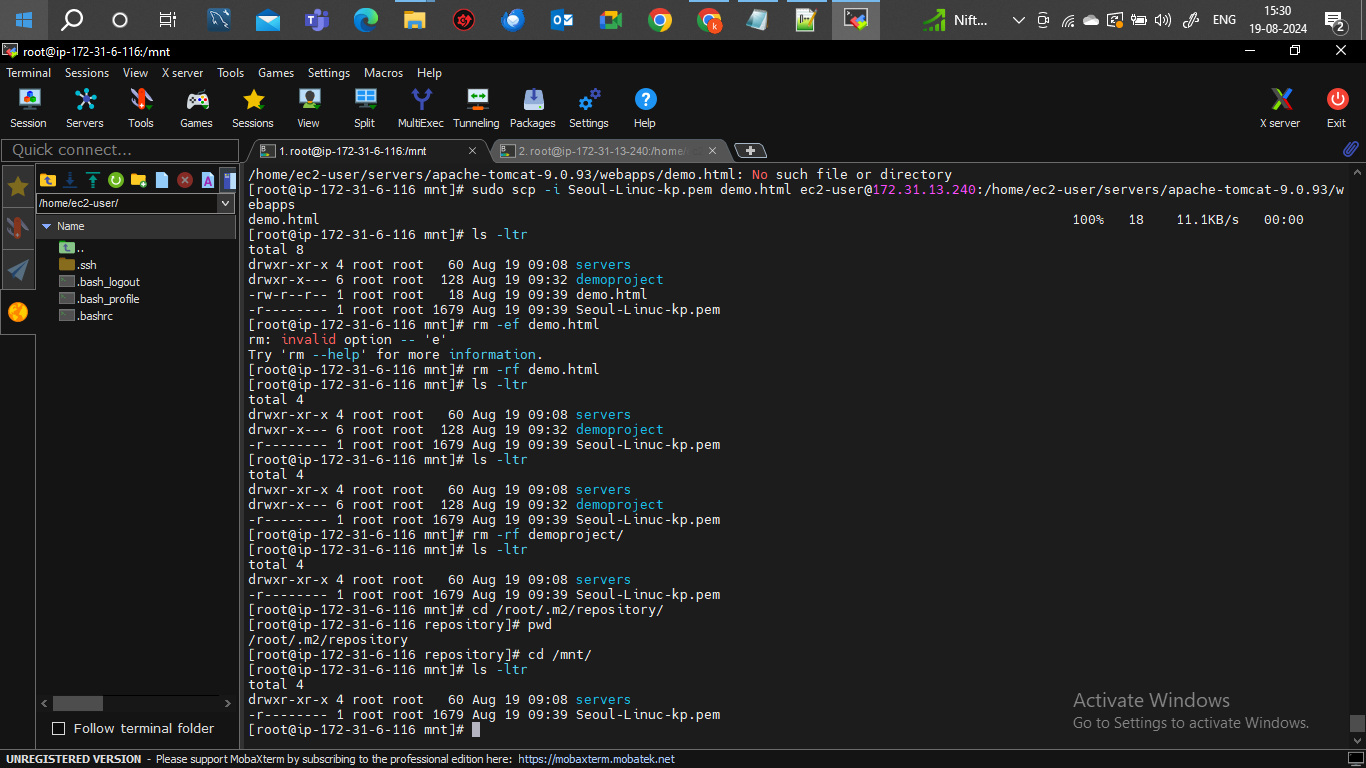 Nift...
ENG
15:30
19-08-2024
2
root@ip-172-31-6-116:/mnt
Terminal Sessions View X server Tools Games Settings Macros Help
Session Servers Tools Games Sessions View Split MultiExec Tunneling Packages Settings Help X server Exit
Quick connect...
1. root@ip-172-31-6-116:/mnt
2. root@ip-172-31-13-240:/home/
/home/ec2-user/
Name
..
.ssh
.bash_logout
.bash_profile
.bashrc
Follow terminal folder
/home/ec2-user/servers/apache-tomcat-9.0.93/webapps/demo.html: No such file or directory
[root@ip-172-31-6-116 mnt]# sudo scp -i Seoul-Linuc-kp.pem demo.html ec2-user@172.31.13.240:/home/ec2-user/servers/apache-tomcat-9.0.93/w
ebapps
demo.html 100% 18 11.1KB/s 00:00
[root@ip-172-31-6-116 mnt]# ls -ltr
total 8
drwxr-xr-x 4 root root 60 Aug 19 09:08 servers
drwxr-x--- 6 root root 128 Aug 19 09:32 demoproject
-rw-r--r-- 1 root root 18 Aug 19 09:39 demo.html
-r-------- 1 root root 1679 Aug 19 09:39 Seoul-Linuc-kp.pem
[root@ip-172-31-6-116 mnt]# rm -ef demo.html
rm: invalid option -- 'e'
Try 'rm --help' for more information.
[root@ip-172-31-6-116 mnt]# rm -rf demo.html
[root@ip-172-31-6-116 mnt]# ls -ltr
total 4
drwxr-xr-x 4 root root 60 Aug 19 09:08 servers
drwxr-x--- 6 root root 128 Aug 19 09:32 demoproject
-r-------- 1 root root 1679 Aug 19 09:39 Seoul-Linuc-kp.pem
[root@ip-172-31-6-116 mnt]# ls -ltr
total 4
drwxr-xr-x 4 root root 60 Aug 19 09:08 servers
drwxr-x--- 6 root root 128 Aug 19 09:32 demoproject
-r-------- 1 root root 1679 Aug 19 09:39 Seoul-Linuc-kp.pem
[root@ip-172-31-6-116 mnt]# rm -rf demoproject/
[root@ip-172-31-6-116 mnt]# ls -ltr
total 4
drwxr-xr-x 4 root root 60 Aug 19 09:08 servers
-r-------- 1 root root 1679 Aug 19 09:39 Seoul-Linuc-kp.pem
[root@ip-172-31-6-116 mnt]# cd /root/.m2/repository/
[root@ip-172-31-6-116 repository]# pwd
/root/.m2/repository
[root@ip-172-31-6-116 repository]# cd /mnt/
[root@ip-172-31-6-116 mnt]# ls -ltr
total 4
drwxr-xr-x 4 root root 60 Aug 19 09:08 servers
-r-------- 1 root root 1679 Aug 19 09:39 Seoul-Linuc-kp.pem
[root@ip-172-31-6-116 mnt]#
Activate Windows
Go to Settings to activate Windows.
UNREGISTERED VERSION - Please support MobaXterm by subscribing to the professional edition here: https://mobaxterm.mobatek.net